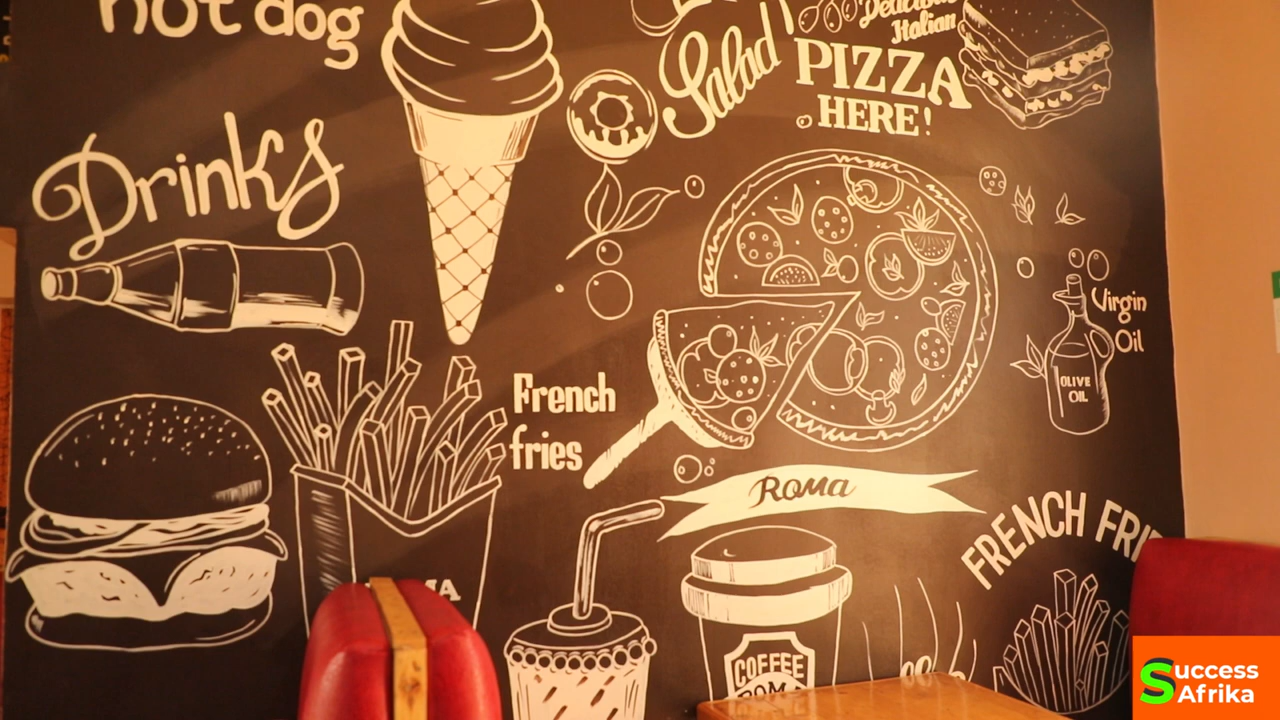 hot dog
Salad!
Delicious
Italian
PIZZA
HERE!
Drinks
Virgin
Oil
OLIVE
OIL
French
fries
Roma
FRENCH FRI
MA
COFFEE
ROMA
Success
Afrika